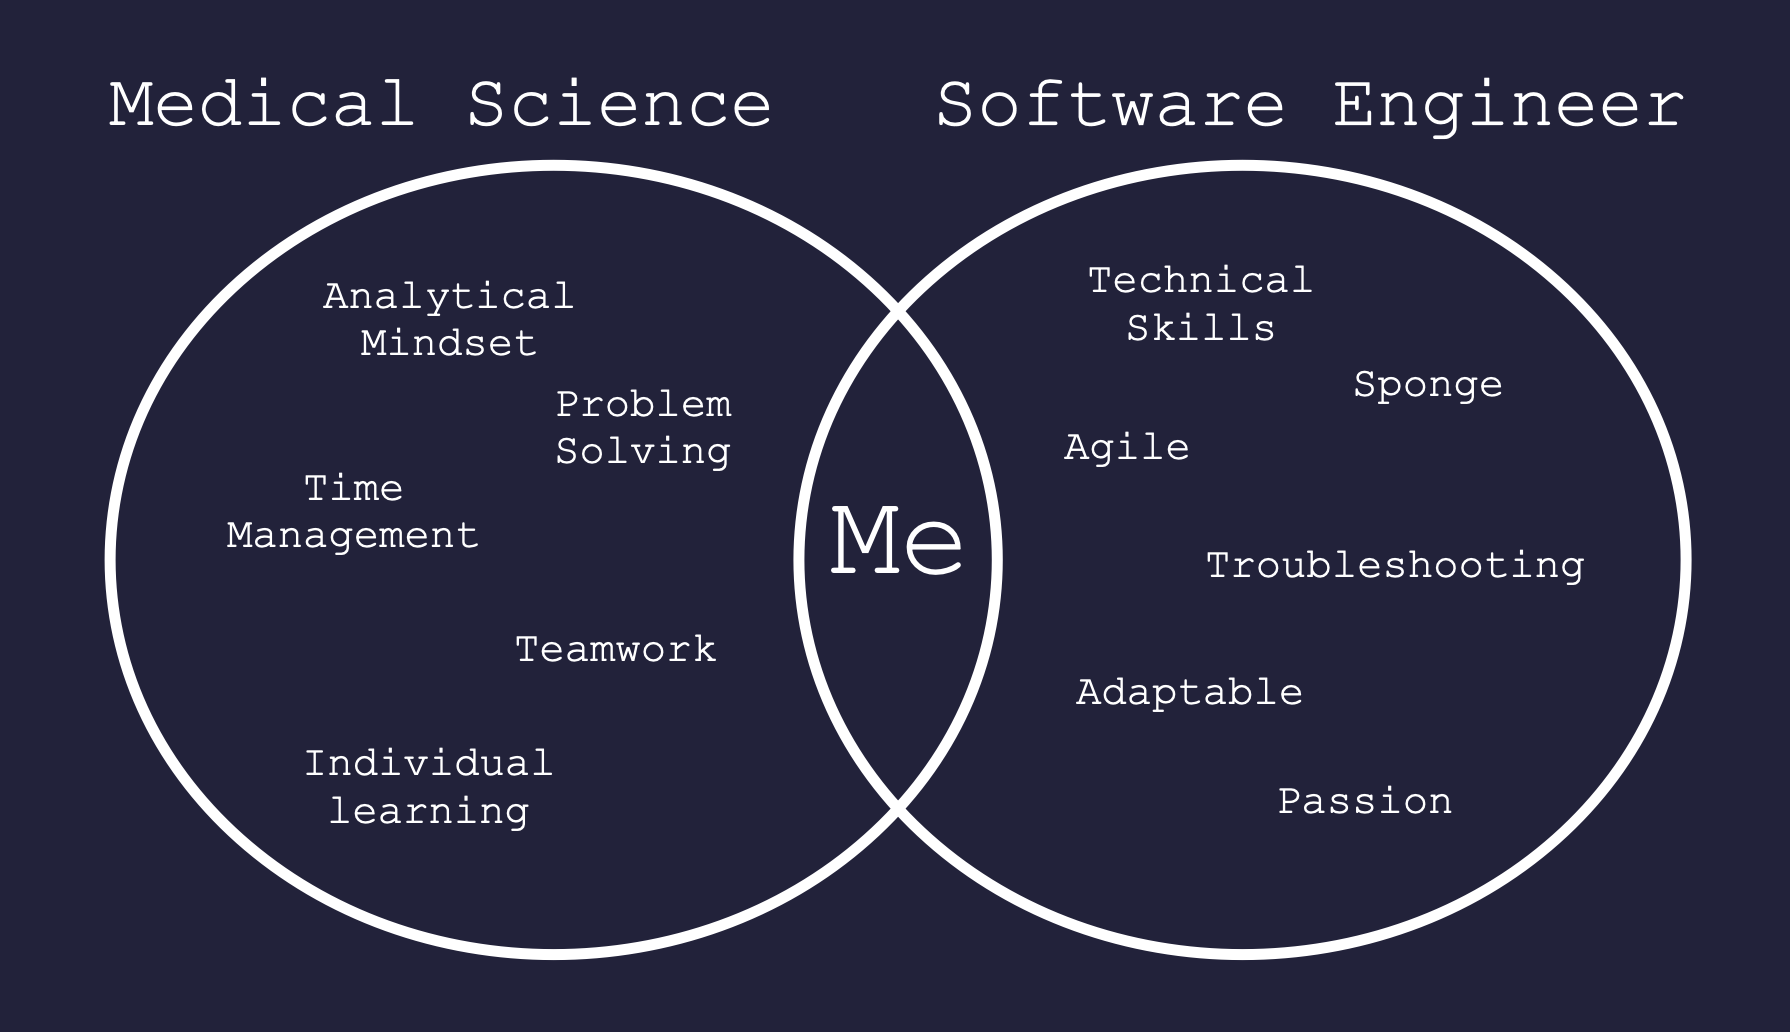 Medical Science
Software Engineer
Analytical
Mindset
Problem
Solving
Time
Management
Teamwork
Individual
learning
Me
Technical
Skills
Sponge
Agile
Troubleshooting
Adaptable
Passion